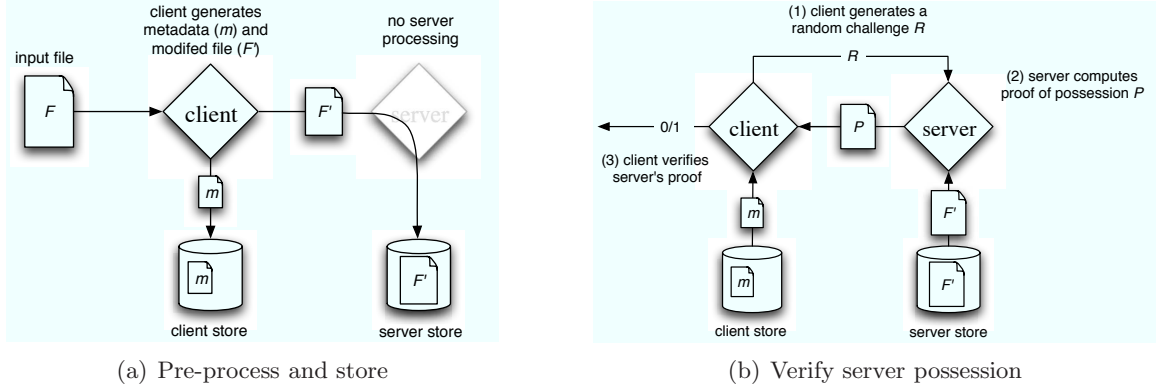 client generates
metadata (m) and
modifed file (F')
no server
processing
input file
F
client
F'
server
m
m
F'
client store
server store
(a) Pre-process and store
(1) client generates a
random challenge R
R
(2) server computes
proof of possession P
0/1
client
P
server
(3) client verifies
server's proof
m
F'
m
F'
client store
server store
(b) Verify server possession